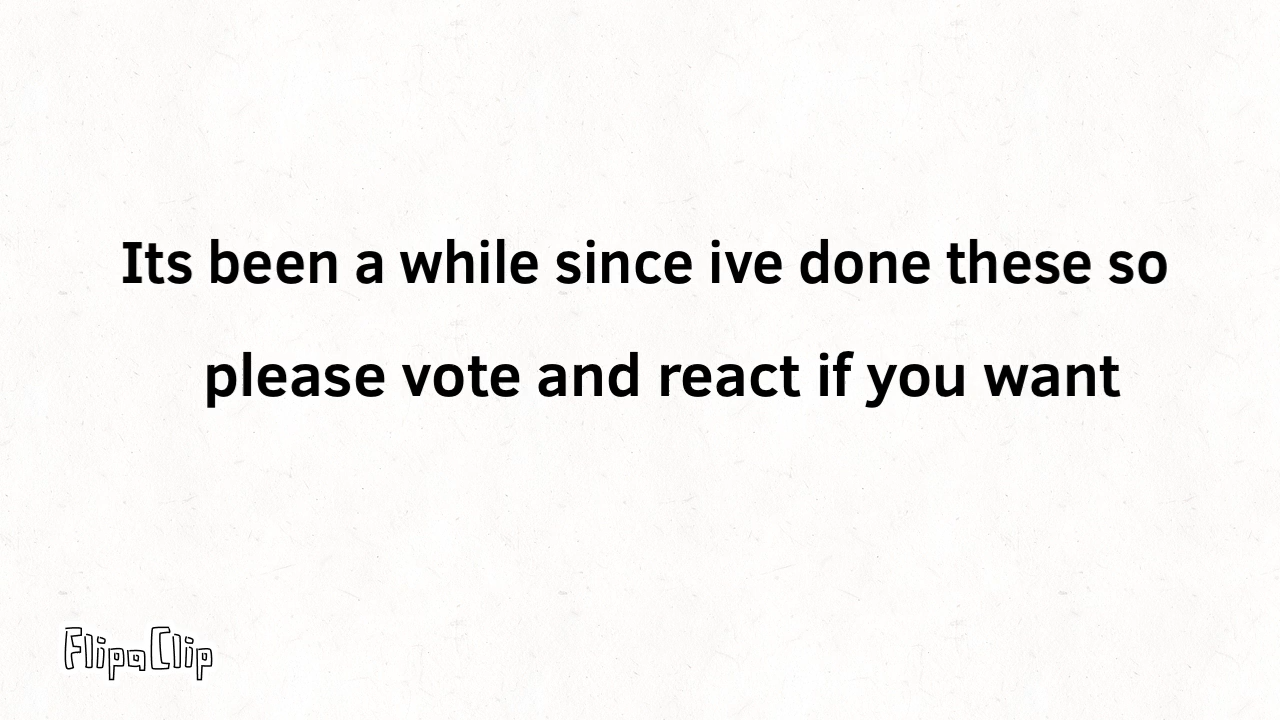 Its been a while since ive done these so
please vote and react if you want
FlipaClip